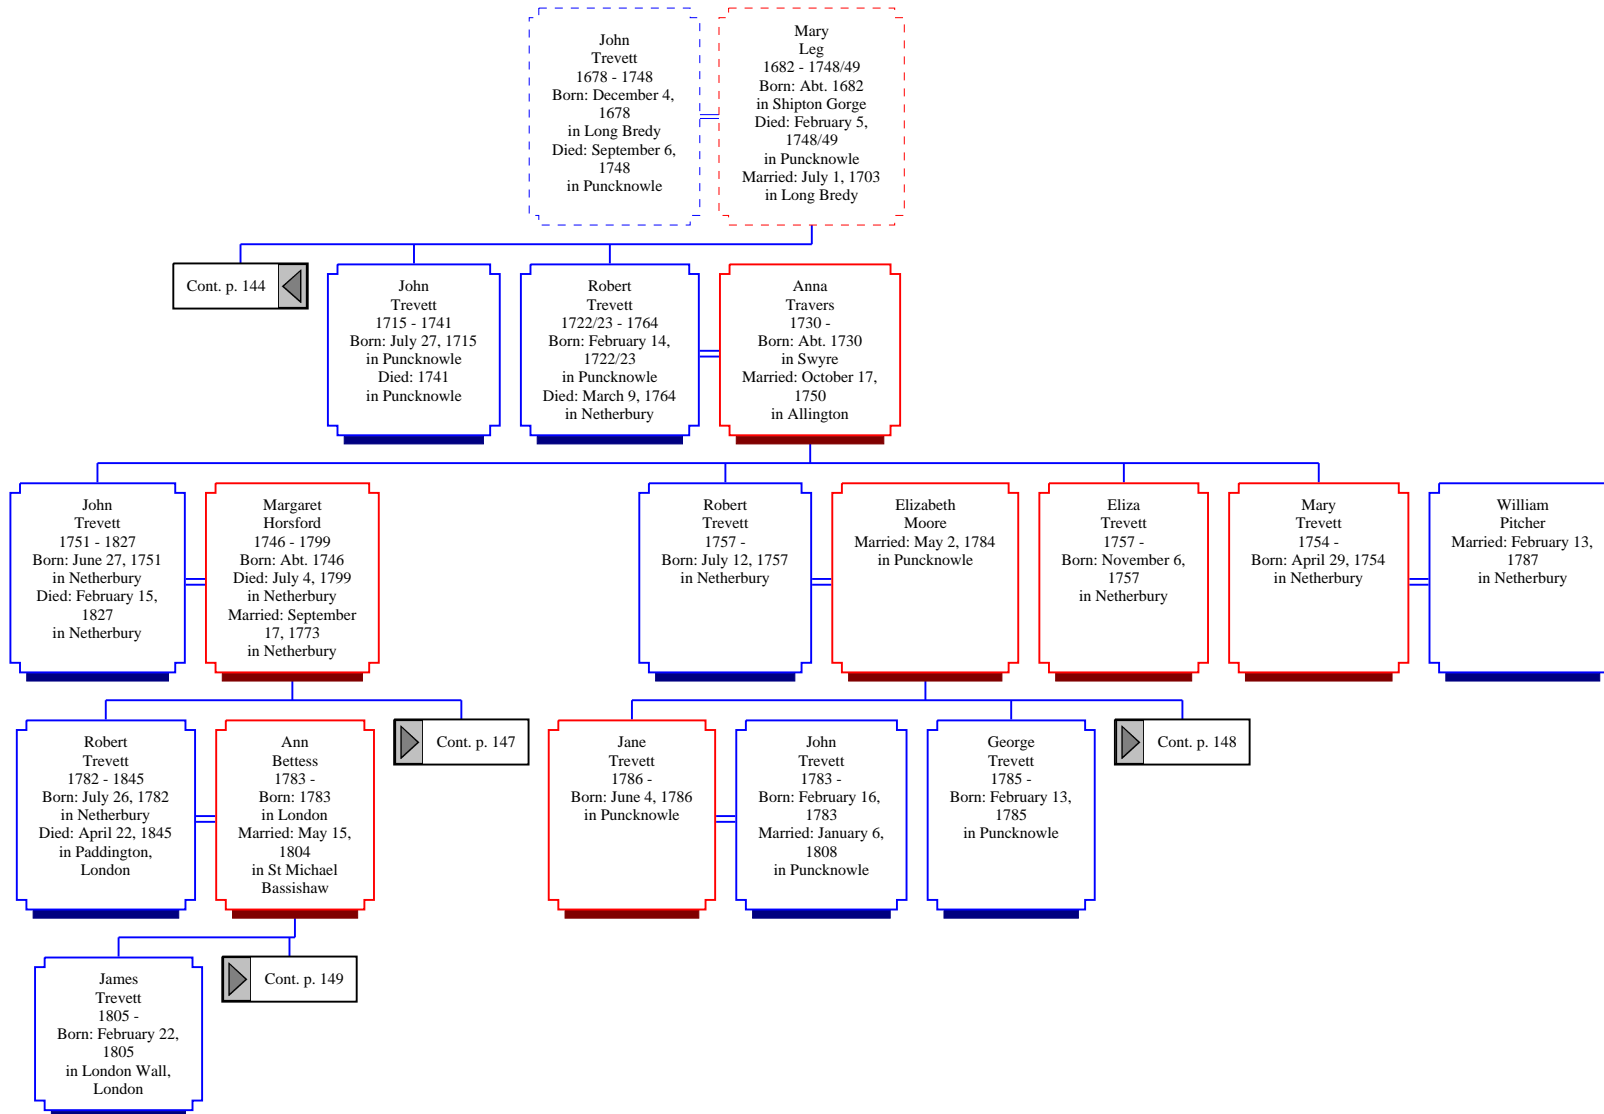 John
Trevett
1678 - 1748
Born: December 4,
1678
in Long Bredy
Died: September 6,
1748
in Puncknowle
Mary
Leg
1682 - 1748/49
Born: Abt. 1682
in Shipton Gorge
Died: February 5,
1748/49
in Puncknowle
Married: July 1, 1703
in Long Bredy
Cont. p. 144
John
Trevett
1715 - 1741
Born: July 27, 1715
in Puncknowle
Died: 1741
in Puncknowle
Robert
Trevett
1722/23 - 1764
Born: February 14,
1722/23
in Puncknowle
Died: March 9, 1764
in Netherbury
Anna
Travers
1730 -
Born: Abt. 1730
in Swyre
Married: October 17,
1750
in Allington
John
Trevett
1751 - 1827
Born: June 27, 1751
in Netherbury
Died: February 15,
1827
in Netherbury
Margaret
Horsford
1746 - 1799
Born: Abt. 1746
Died: July 4, 1799
in Netherbury
Married: September
17, 1773
in Netherbury
Robert
Trevett
1757 -
Born: July 12, 1757
in Netherbury
Elizabeth
Moore
Married: May 2, 1784
in Puncknowle
Eliza
Trevett
1757 -
Born: November 6,
1757
in Netherbury
Mary
Trevett
1754 -
Born: April 29, 1754
in Netherbury
William
Pitcher
Married: February 13,
1787
in Netherbury
Robert
Trevett
1782 - 1845
Born: July 26, 1782
in Netherbury
Died: April 22, 1845
in Paddington,
London
Ann
Bettess
1783 -
Born: 1783
in London
Married: May 15,
1804
in St Michael
Bassishaw
Cont. p. 147
Jane
Trevett
1786 -
Born: June 4, 1786
in Puncknowle
John
Trevett
1783 -
Born: February 16,
1783
Married: January 6,
1808
in Puncknowle
George
Trevett
1785 -
Born: February 13,
1785
in Puncknowle
Cont. p. 148
James
Trevett
1805 -
Born: February 22,
1805
in London Wall,
London
Cont. p. 149